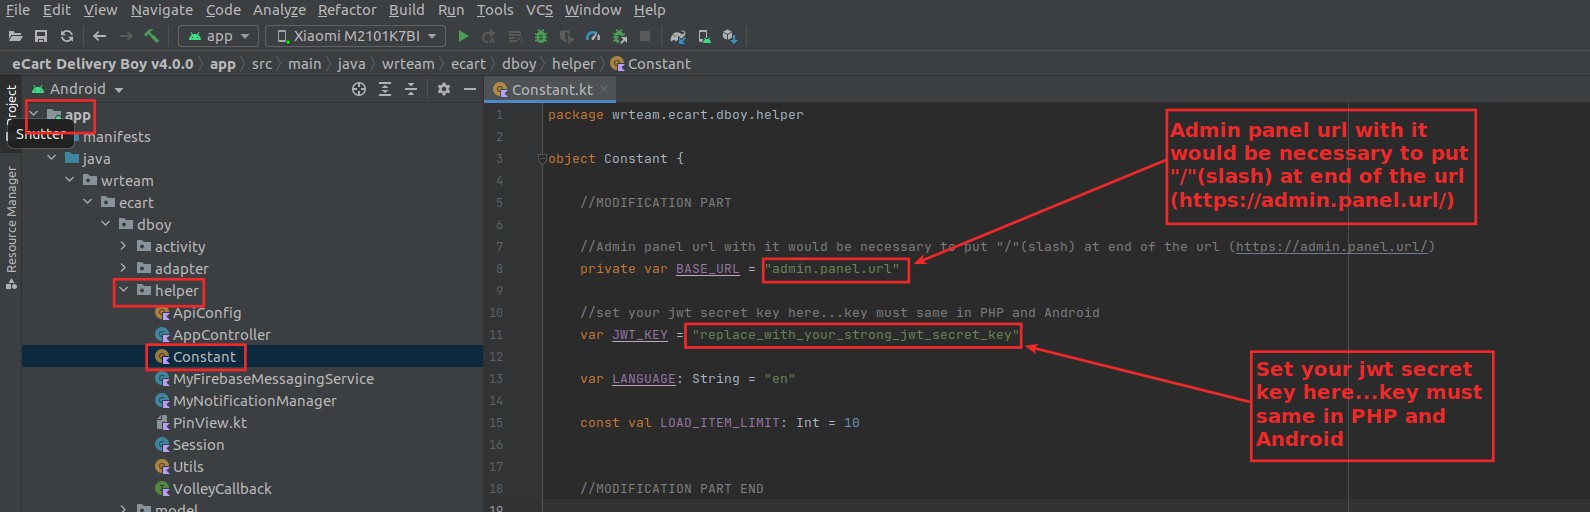 File Edit View Navigate Code Analyze Refactor Build Run Tools VCS Window Help
app Xiaomi M2101K7BI
eCart Delivery Boy v4.0.0 app src main java wrteam ecart dboy helper Constant
Project
Resource Manager
Android
app
Shutter
manifests
java
wrteam
ecart
dboy
activity
adapter
helper
ApiConfig
AppController
Constant
MyFirebaseMessagingService
MyNotificationManager
PinView.kt
Session
Utils
VolleyCallback
model
Constant.kt
1 package wrteam.ecart.dboy.helper
2
3 object Constant {
4
5 //MODIFICATION PART
6
7 //Admin panel url with it would be necessary to put "/"(slash) at end of the url (https://admin.panel.url/)
8 private var BASE_URL = "admin.panel.url"
9
10 //set your jwt secret key here...key must same in PHP and Android
11 var JWT_KEY = "replace_with_your_strong_jwt_secret_key"
12
13 var LANGUAGE: String = "en"
14
15 const val LOAD_ITEM_LIMIT: Int = 10
16
17
18 //MODIFICATION PART END
19
Admin panel url with it
would be necessary to put
"/"(slash) at end of the url
(https://admin.panel.url/)
Set your jwt secret
key here...key must
same in PHP and
Android